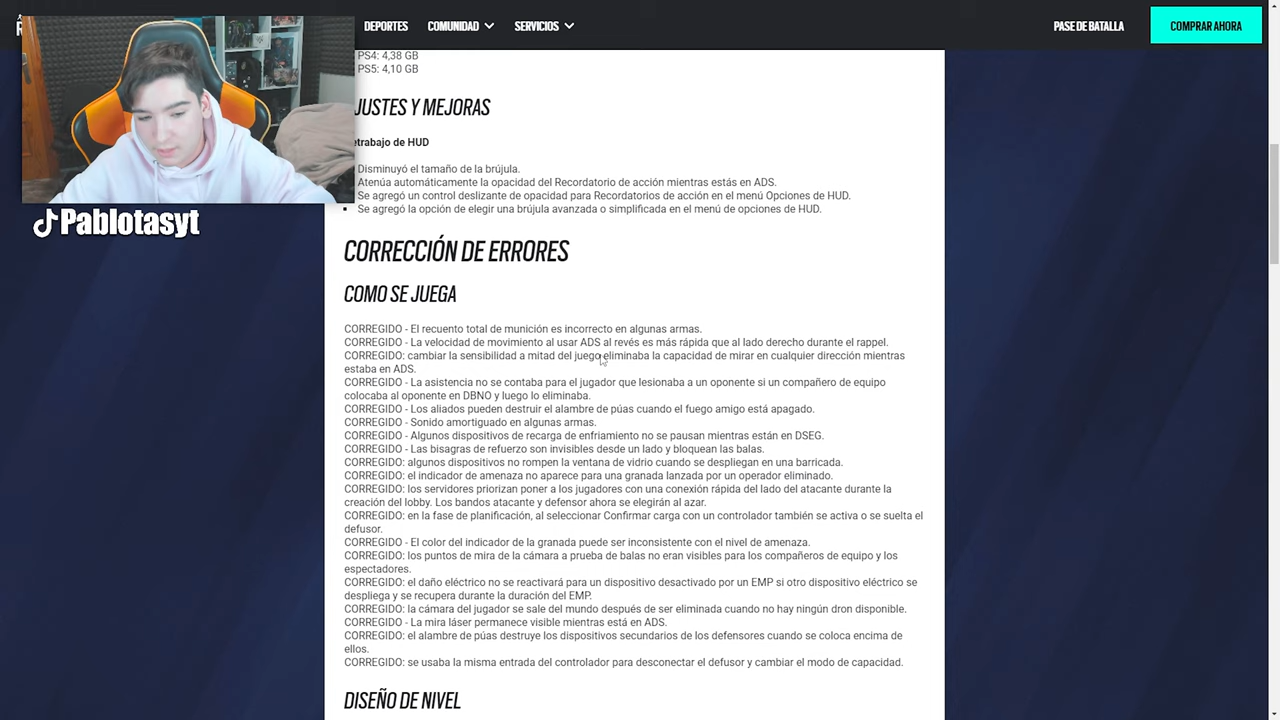 DEPORTES COMUNIDAD SERVICIOS PASE DE BATALLA COMPRAR AHORA
PS4: 4,38 GB
PS5: 4,10 GB
JUSTES Y MEJORAS
etrabajo de HUD
Disminuyó el tamaño de la brújula.
Atenúa automáticamente la opacidad del Recordatorio de acción mientras estás en ADS.
Se agregó un control deslizante de opacidad para Recordatorios de acción en el menú Opciones de HUD.
▪ Se agregó la opción de elegir una brújula avanzada o simplificada en el menú de opciones de HUD.
Pablotasyt
CORRECCIÓN DE ERRORES
COMO SE JUEGA
CORREGIDO - El recuento total de munición es incorrecto en algunas armas.
CORREGIDO - La velocidad de movimiento al usar ADS al revés es más rápida que al lado derecho durante el rappel.
CORREGIDO: cambiar la sensibilidad a mitad del juego eliminaba la capacidad de mirar en cualquier dirección mientras
estaba en ADS.
CORREGIDO - La asistencia no se contaba para el jugador que lesionaba a un oponente si un compañero de equipo
colocaba al oponente en DBNO y luego lo eliminaba.
CORREGIDO - Los aliados pueden destruir el alambre de púas cuando el fuego amigo está apagado.
CORREGIDO - Sonido amortiguado en algunas armas.
CORREGIDO - Algunos dispositivos de recarga de enfriamiento no se pausan mientras están en DSEG.
CORREGIDO - Las bisagras de refuerzo son invisibles desde un lado y bloquean las balas.
CORREGIDO: algunos dispositivos no rompen la ventana de vidrio cuando se despliegan en una barricada.
CORREGIDO: el indicador de amenaza no aparece para una granada lanzada por un operador eliminado.
CORREGIDO: los servidores priorizan poner a los jugadores con una conexión rápida del lado del atacante durante la
creación del lobby. Los bandos atacante y defensor ahora se elegirán al azar.
CORREGIDO: en la fase de planificación, al seleccionar Confirmar carga con un controlador también se activa o se suelta el
defusor.
CORREGIDO - El color del indicador de la granada puede ser inconsistente con el nivel de amenaza.
CORREGIDO: los puntos de mira de la cámara a prueba de balas no eran visibles para los compañeros de equipo y los
espectadores.
CORREGIDO: el daño eléctrico no se reactivará para un dispositivo desactivado por un EMP si otro dispositivo eléctrico se
despliega y se recupera durante la duración del EMP.
CORREGIDO: la cámara del jugador se sale del mundo después de ser eliminada cuando no hay ningún dron disponible.
CORREGIDO - La mira láser permanece visible mientras está en ADS.
CORREGIDO: el alambre de púas destruye los dispositivos secundarios de los defensores cuando se coloca encima de
ellos.
CORREGIDO: se usaba la misma entrada del controlador para desconectar el defusor y cambiar el modo de capacidad.
DISEÑO DE NIVEL